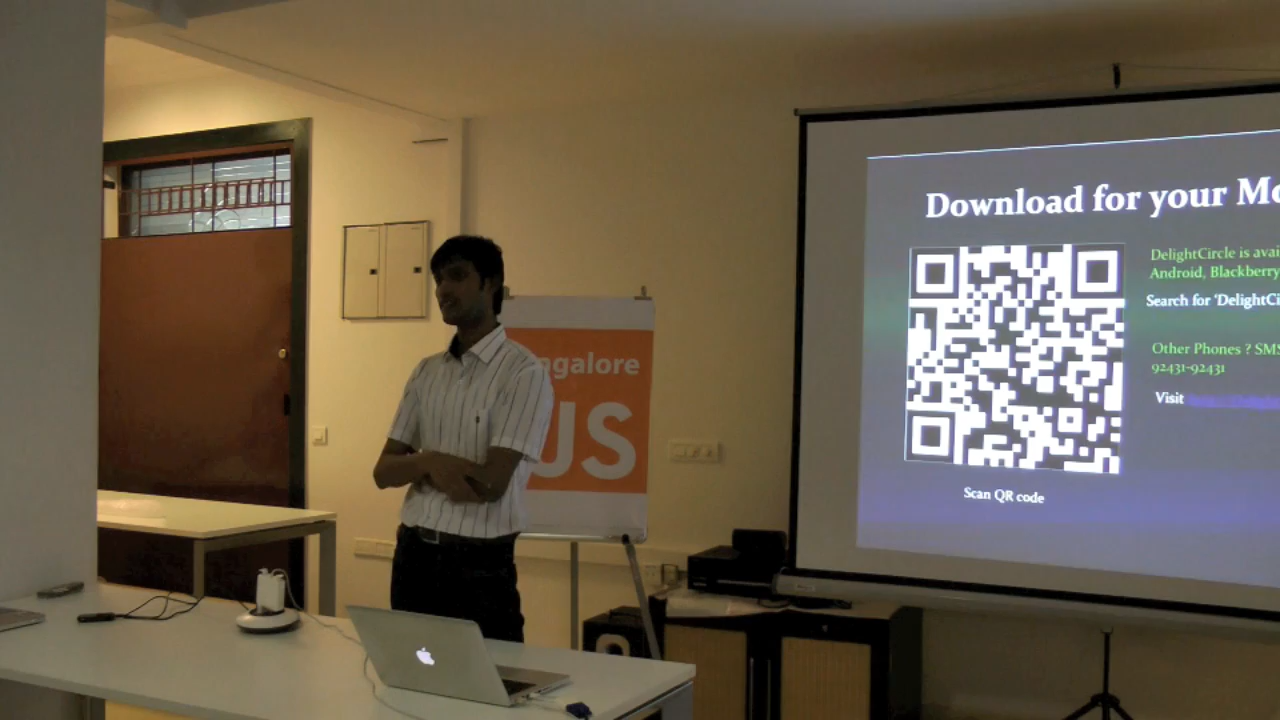 ngalore
US
Download for your Mo
DelightCircle is avai
Android, Blackberry
Search for 'DelightCi
Other Phones ? SMS
92431-92431
Visit
Scan QR code